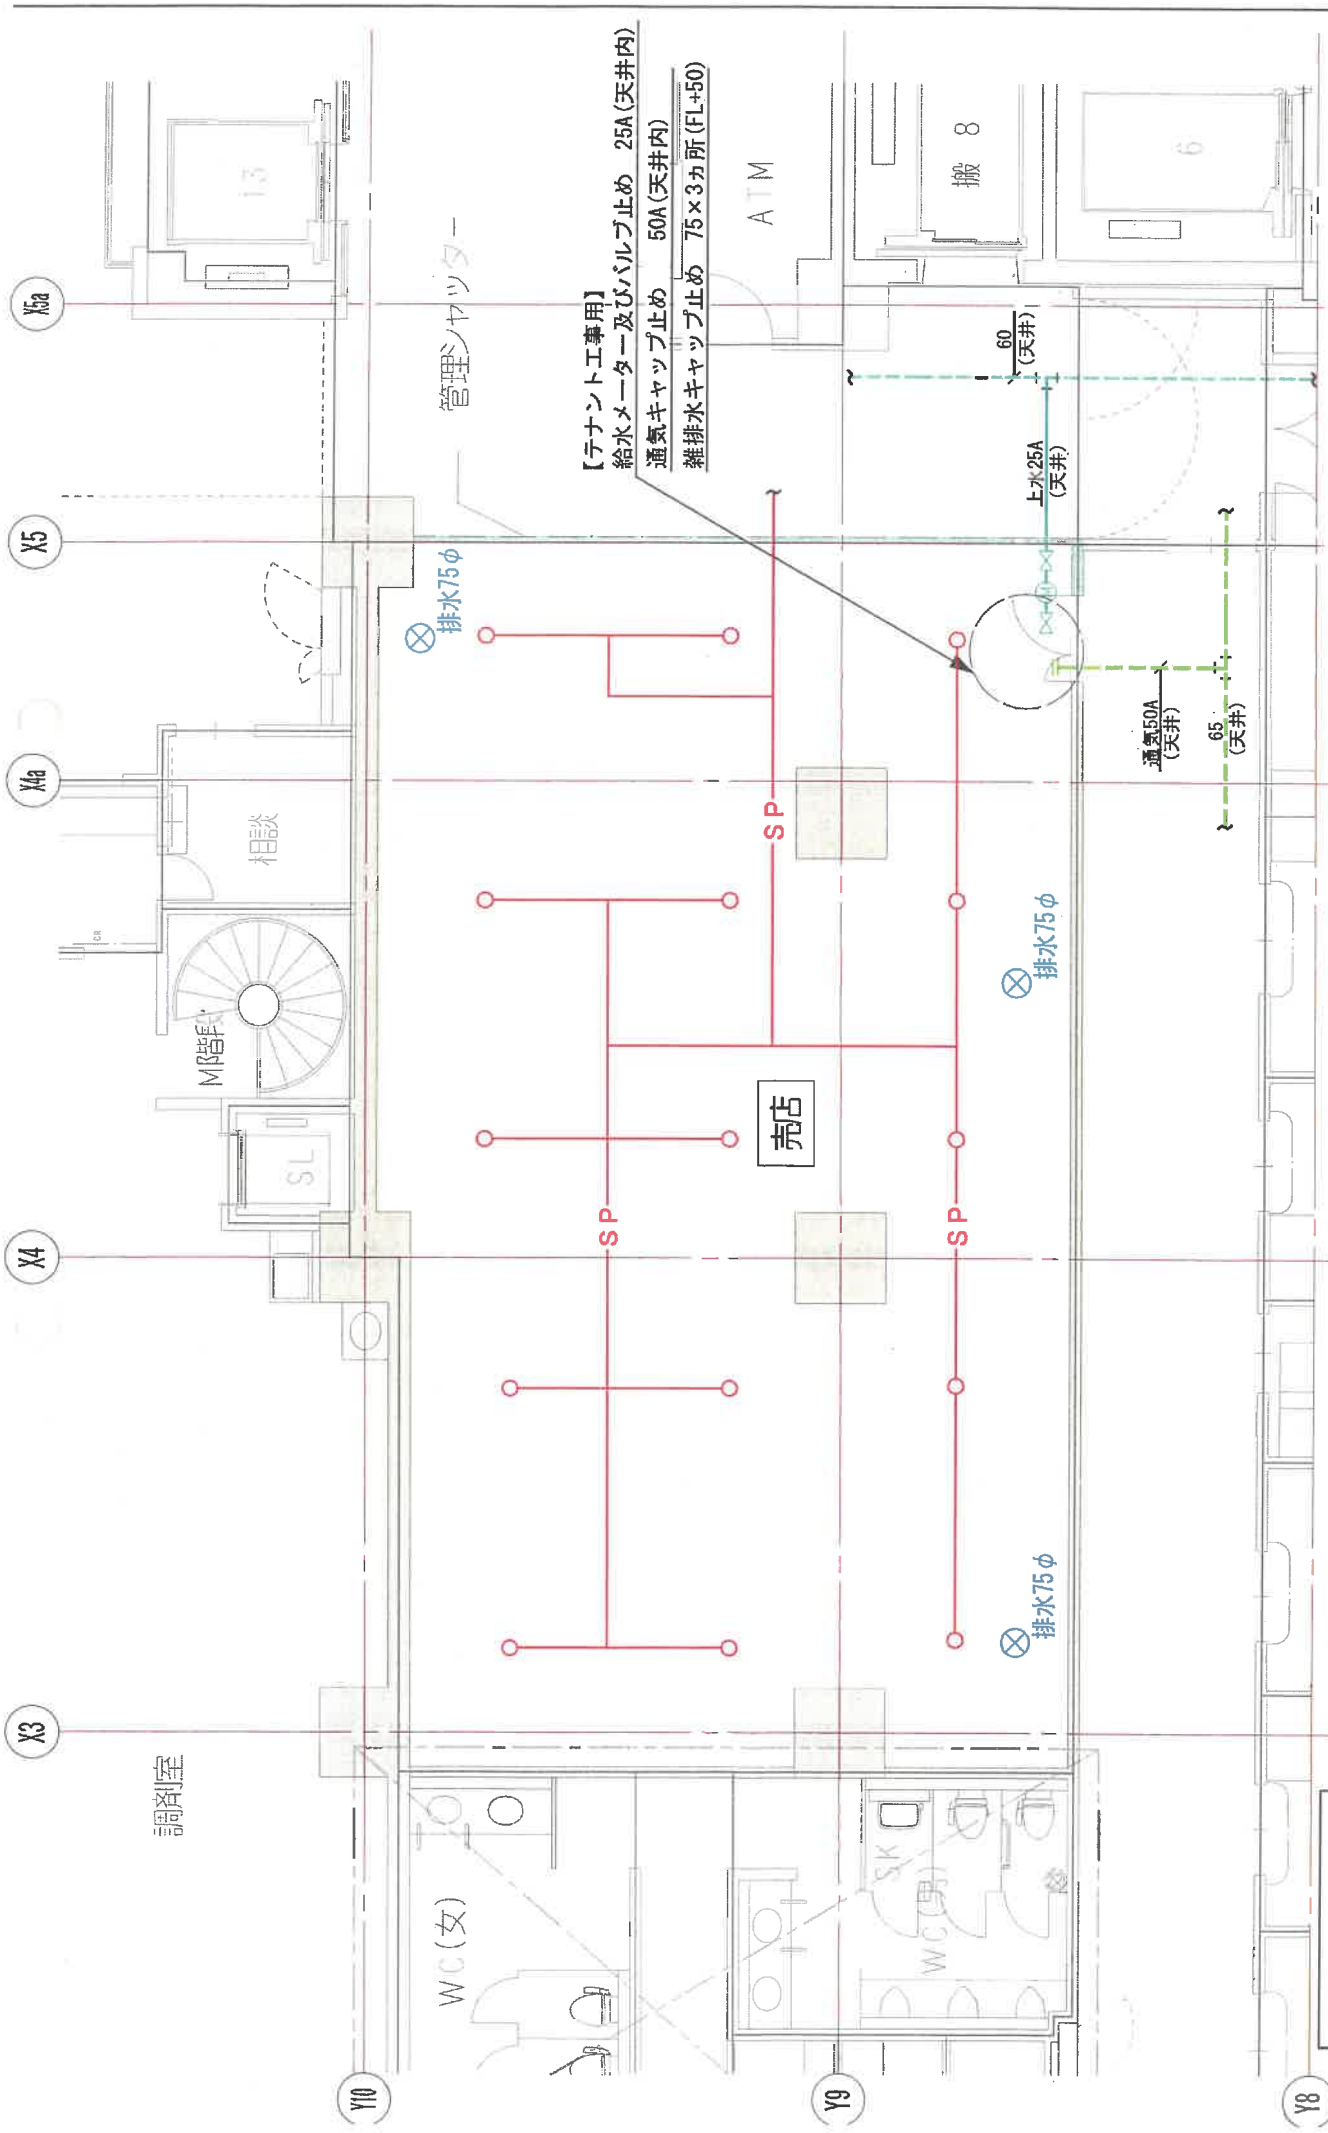 X3
X4
X4a
X5
X5a
Y10
Y9
Y8
調剤室
M階段
SL
相談
CR
13
管理シャッター
【テナント工事用】
給水メーター及びバルブ止め 25A(天井内)
通気キャップ止め 50A(天井内)
雑排水キャップ止め 75×3ヵ所(FL+50)
ATM
搬 8
6
60
(天井)
上水25A
(天井)
M
通気50A
(天井)
65
(天井)
排水75φ
排水75φ
排水75φ
SP
SP
SP
売店
WC(女)
SK
WC